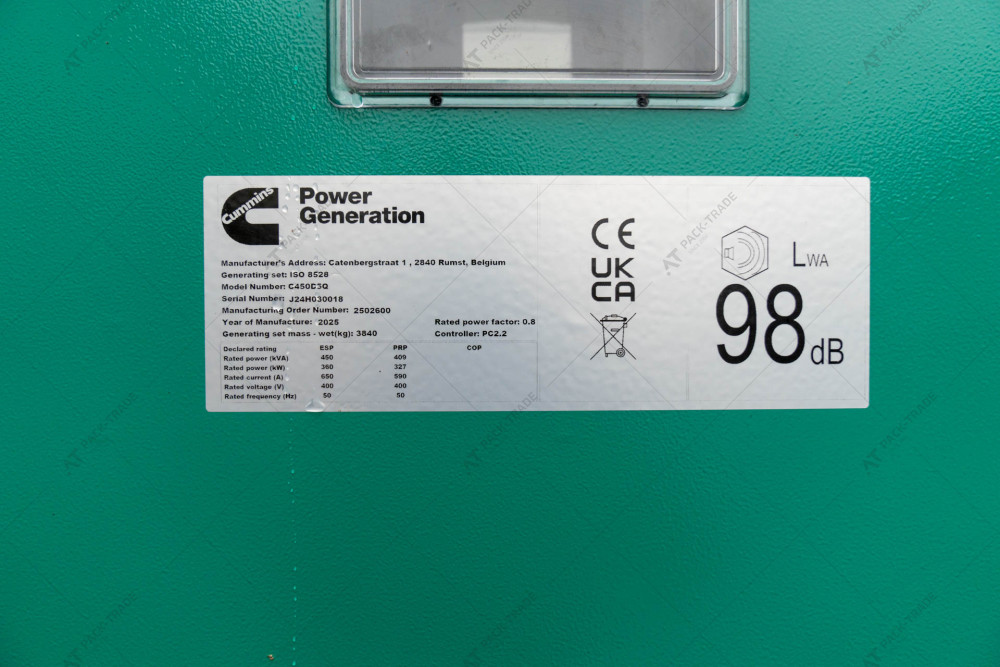 Cummins
Power
Generation
Manufacturer's Address: Catenbergstraat 1 , 2840 Rumst, Belgium
Generating set: ISO 8528
Model Number: C450D5Q
Serial Number: J24H030018
Manufacturing Order Number: 2502600
Year of Manufacture: 2025 Rated power factor: 0.8
Generating set mass - wet(kg): 3840 Controller: PC2.2
Declared rating ESP PRP COP
Rated power (kVA) 450 409
Rated power (kW) 360 327
Rated current (A) 650 590
Rated voltage (V) 400 400
Rated frequency (Hz) 50 50
CE
UK
CA
LWA
98 dB
AT PACK-TRADE